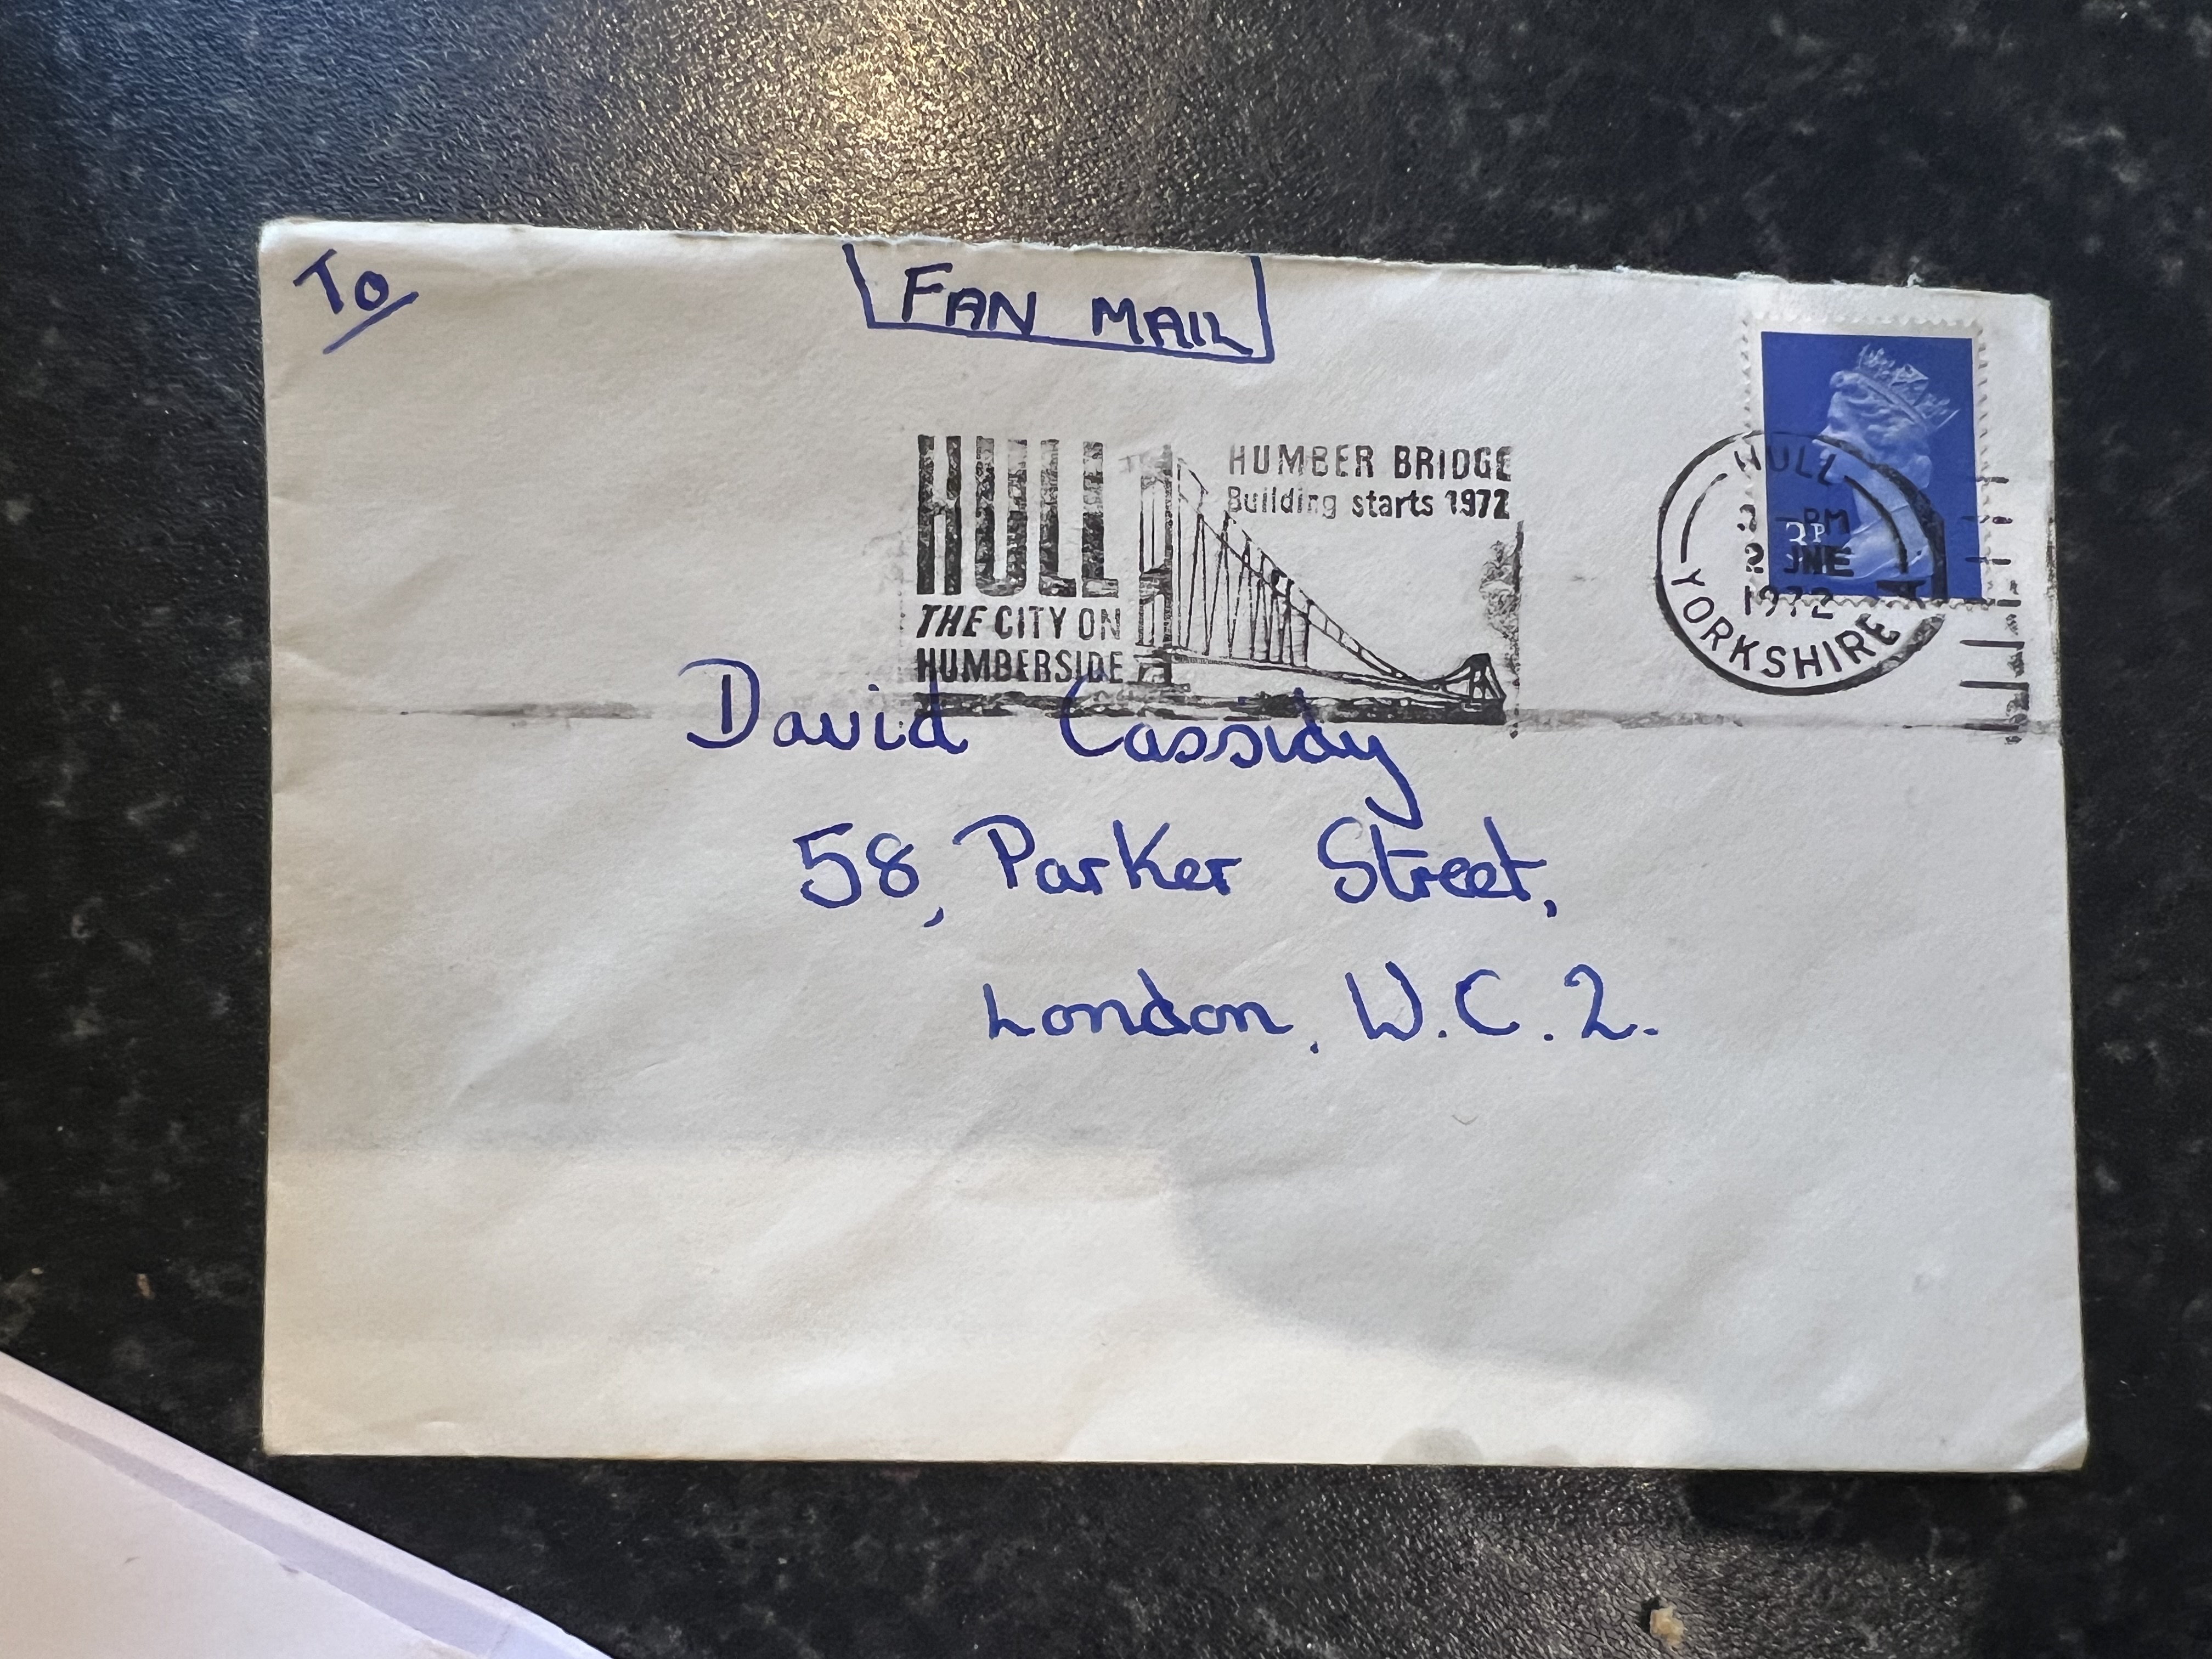 To
FAN MAIL
HULL
THE CITY ON
HUMBERSIDE
HUMBER BRIDGE
Building starts 1972
HULL
PM
JNE
1972
YORKSHIRE
David Cassidy
58, Parker Street,
London, W.C.2.